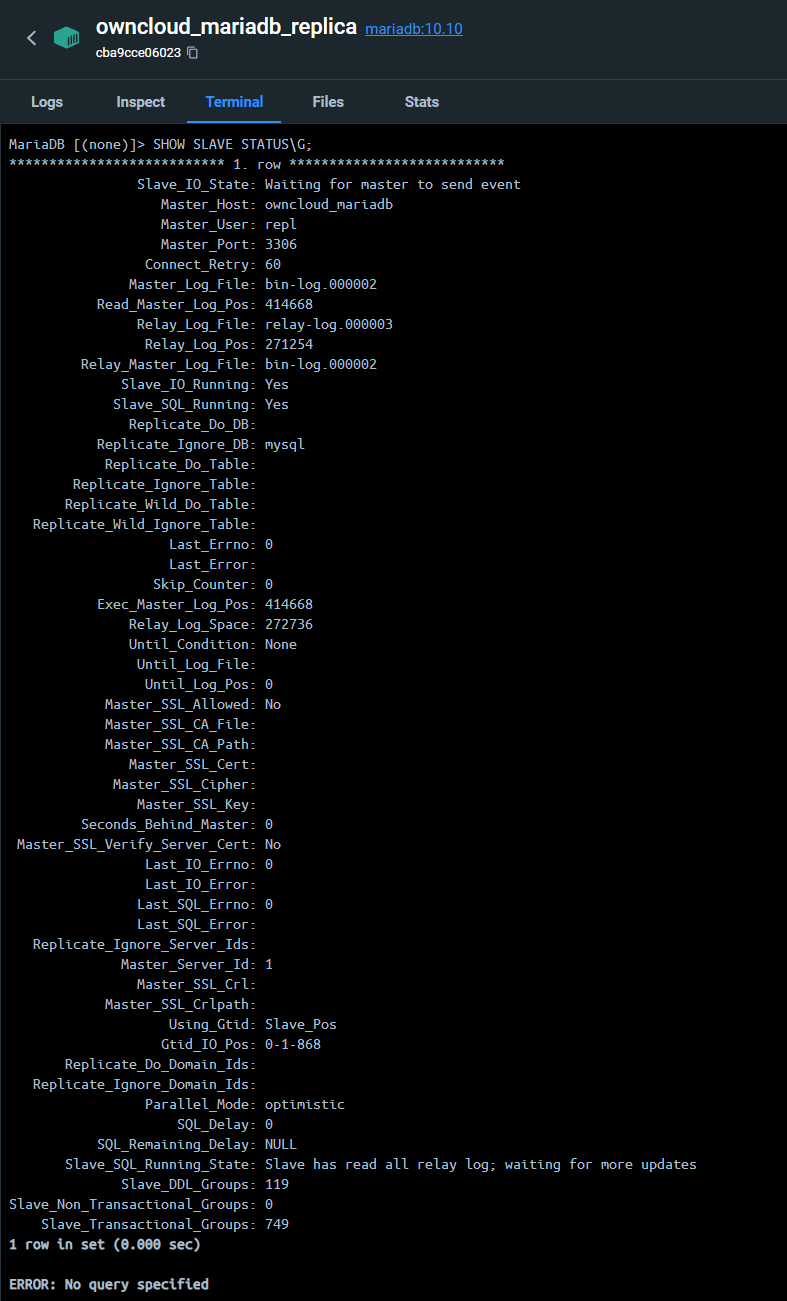 owncloud_mariadb_replica mariadb:10.10
cba9cce06023
Logs Inspect Terminal Files Stats
MariaDB [(none)]> SHOW SLAVE STATUS\G;
*************************** 1. row ***************************
Slave_IO_State: Waiting for master to send event
Master_Host: owncloud_mariadb
Master_User: repl
Master_Port: 3306
Connect_Retry: 60
Master_Log_File: bin-log.000002
Read_Master_Log_Pos: 414668
Relay_Log_File: relay-log.000003
Relay_Log_Pos: 271254
Relay_Master_Log_File: bin-log.000002
Slave_IO_Running: Yes
Slave_SQL_Running: Yes
Replicate_Do_DB:
Replicate_Ignore_DB: mysql
Replicate_Do_Table:
Replicate_Ignore_Table:
Replicate_Wild_Do_Table:
Replicate_Wild_Ignore_Table:
Last_Errno: 0
Last_Error:
Skip_Counter: 0
Exec_Master_Log_Pos: 414668
Relay_Log_Space: 272736
Until_Condition: None
Until_Log_File:
Until_Log_Pos: 0
Master_SSL_Allowed: No
Master_SSL_CA_File:
Master_SSL_CA_Path:
Master_SSL_Cert:
Master_SSL_Cipher:
Master_SSL_Key:
Seconds_Behind_Master: 0
Master_SSL_Verify_Server_Cert: No
Last_IO_Errno: 0
Last_IO_Error:
Last_SQL_Errno: 0
Last_SQL_Error:
Replicate_Ignore_Server_Ids:
Master_Server_Id: 1
Master_SSL_Crl:
Master_SSL_Crlpath:
Using_Gtid: Slave_Pos
Gtid_IO_Pos: 0-1-868
Replicate_Do_Domain_Ids:
Replicate_Ignore_Domain_Ids:
Parallel_Mode: optimistic
SQL_Delay: 0
SQL_Remaining_Delay: NULL
Slave_SQL_Running_State: Slave has read all relay log; waiting for more updates
Slave_DDL_Groups: 119
Slave_Non_Transactional_Groups: 0
Slave_Transactional_Groups: 749
1 row in set (0.000 sec)
ERROR: No query specified